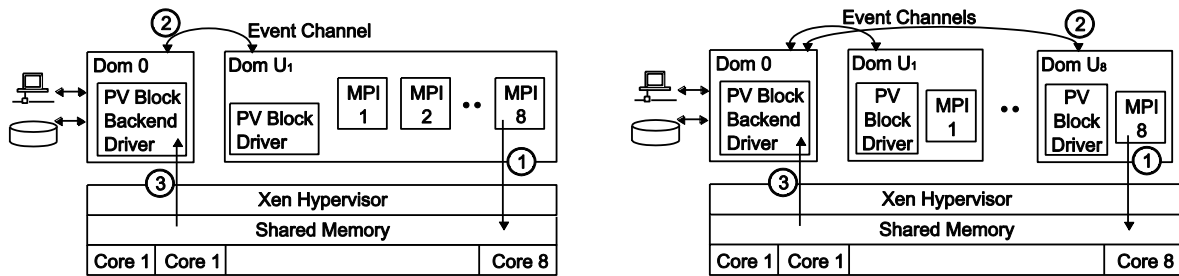 2
Event Channel
Dom 0
PV Block
Backend
Driver
Dom U1
PV Block
Driver
MPI
1
MPI
2
••
MPI
8
1
3
Xen Hypervisor
Shared Memory
Core 1
Core 1
Core 8
Event Channels
2
Dom 0
PV Block
Backend
Driver
Dom U1
PV
Block
Driver
MPI
1
••
Dom U8
PV
Block
Driver
MPI
8
1
3
Xen Hypervisor
Shared Memory
Core 1
Core 1
Core 8